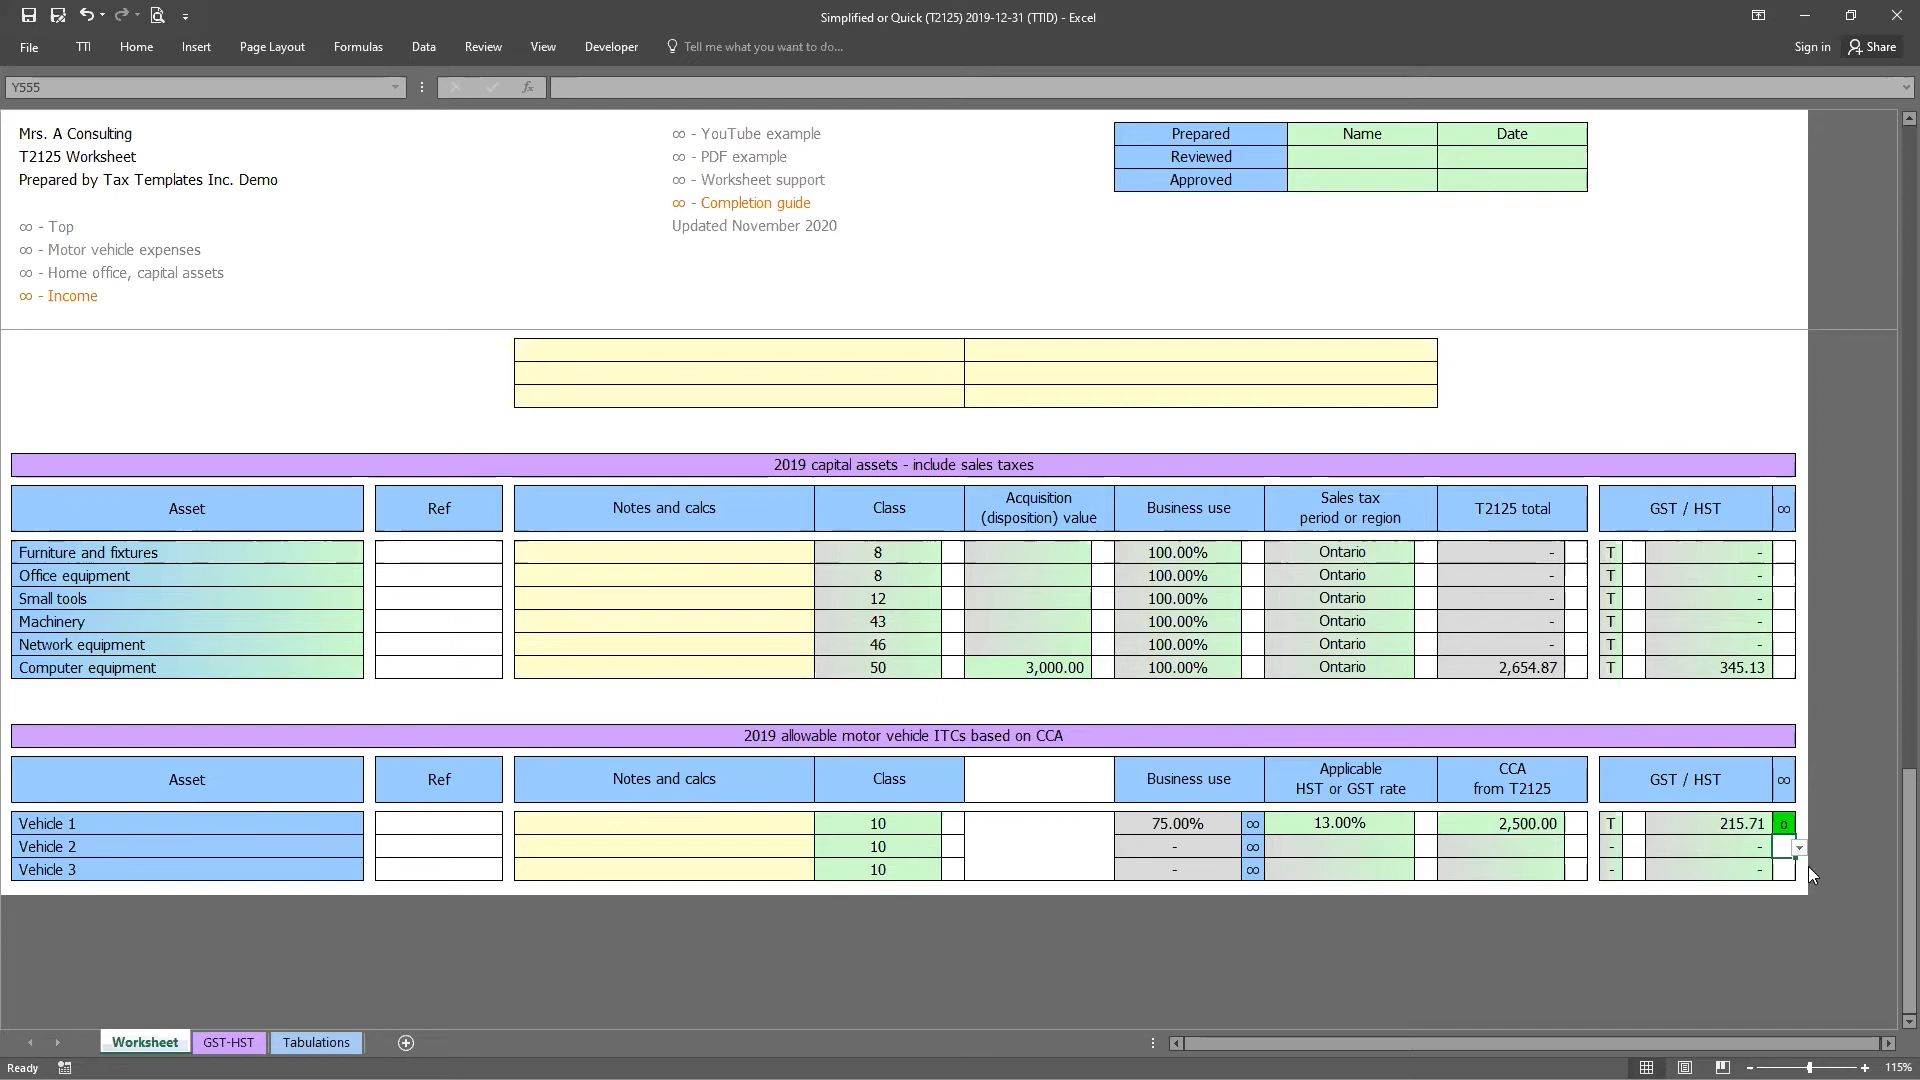 Simplified or Quick (T2125) 2019-12-31 (TTID) - Excel
File TTI Home Insert Page Layout Formulas Data Review View Developer Tell me what you want to do... Sign in Share
Y555 fx
Mrs. A Consulting
T2125 Worksheet
Prepared by Tax Templates Inc. Demo
∞ - Top
∞ - Motor vehicle expenses
∞ - Home office, capital assets
∞ - Income
∞ - YouTube example
∞ - PDF example
∞ - Worksheet support
∞ - Completion guide
Updated November 2020
Prepared Name Date
Reviewed
Approved
2019 capital assets - include sales taxes
Asset Ref Notes and calcs Class Acquisition (disposition) value Business use Sales tax period or region T2125 total GST / HST ∞
Furniture and fixtures 8 100.00% Ontario - T -
Office equipment 8 100.00% Ontario - T -
Small tools 12 100.00% Ontario - T -
Machinery 43 100.00% Ontario - T -
Network equipment 46 100.00% Ontario - T -
Computer equipment 50 3,000.00 100.00% Ontario 2,654.87 T 345.13
2019 allowable motor vehicle ITCs based on CCA
Asset Ref Notes and calcs Class Business use Applicable HST or GST rate CCA from T2125 GST / HST ∞
Vehicle 1 10 75.00% ∞ 13.00% 2,500.00 T 215.71 o
Vehicle 2 10 - ∞ - -
Vehicle 3 10 - ∞ - -
Worksheet GST-HST Tabulations
Ready 115%